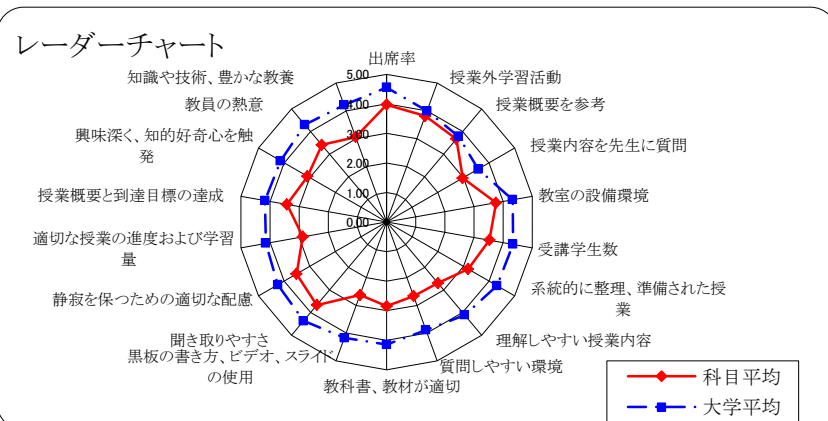 レーダーチャート
出席率
授業外学習活動
授業概要を参考
授業内容を先生に質問
教室の設備環境
受講学生数
系統的に整理、準備された授
業
理解しやすい授業内容
質問しやすい環境
教科書、教材が適切
黒板の書き方、ビデオ、スライド
の使用
聞き取りやすさ
静寂を保つための適切な配慮
適切な授業の進度および学習
量
授業概要と到達目標の達成
興味深く、知的好奇心を触
発
教員の熱意
知識や技術、豊かな教養
5.00
4.00
3.00
2.00
1.00
0.00
科目平均
大学平均